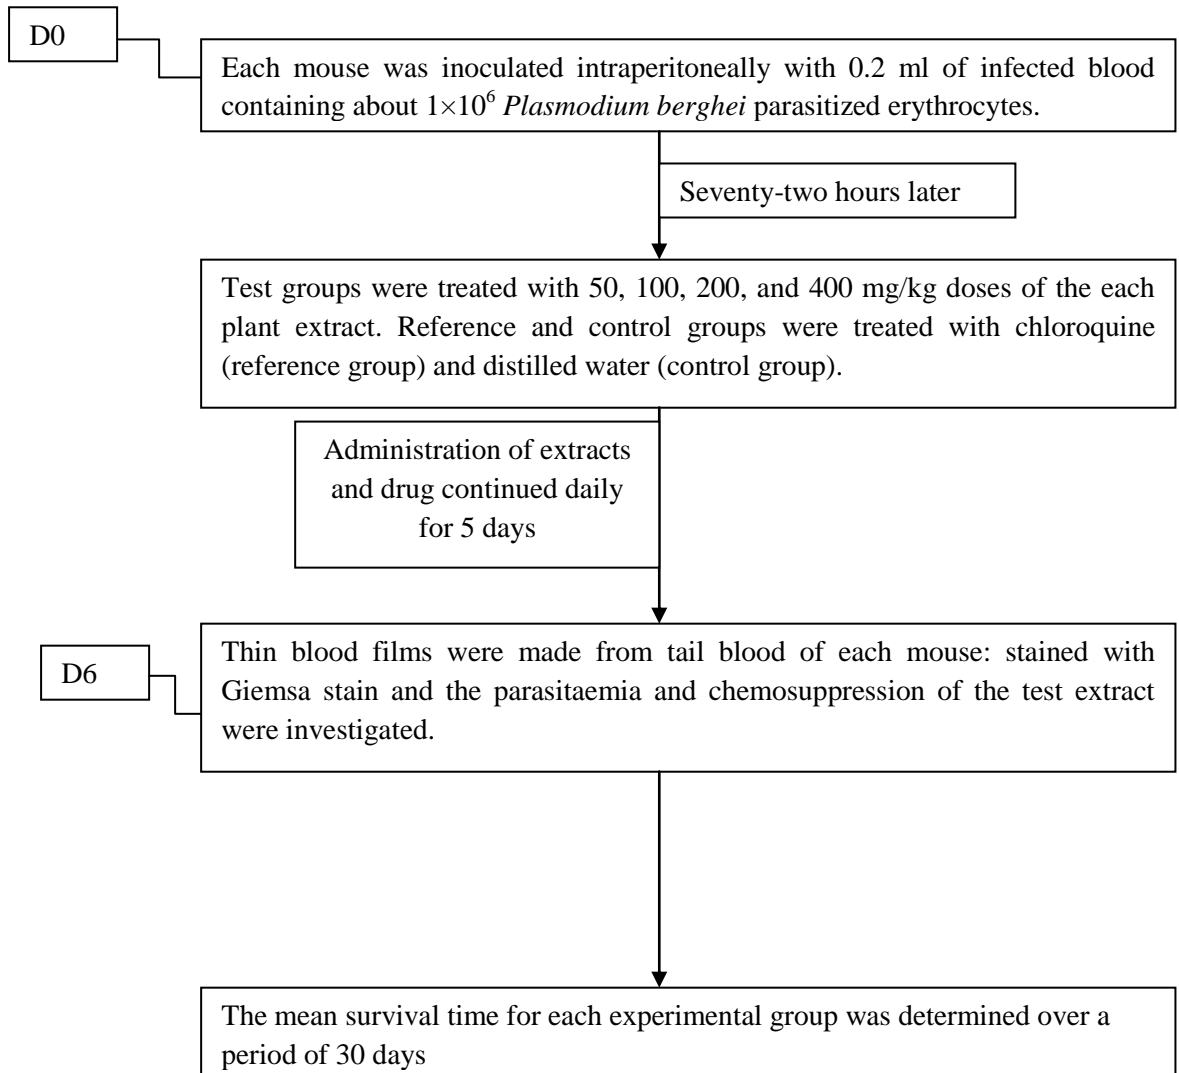 D0
Each mouse was inoculated intraperitoneally with 0.2 ml of infected blood
containing about 1×10⁶ Plasmodium berghei parasitized erythrocytes.
Seventy-two hours later
Test groups were treated with 50, 100, 200, and 400 mg/kg doses of the each
plant extract. Reference and control groups were treated with chloroquine
(reference group) and distilled water (control group).
Administration of extracts
and drug continued daily
for 5 days
D6
Thin blood films were made from tail blood of each mouse: stained with
Giemsa stain and the parasitaemia and chemosuppression of the test extract
were investigated.
The mean survival time for each experimental group was determined over a
period of 30 days